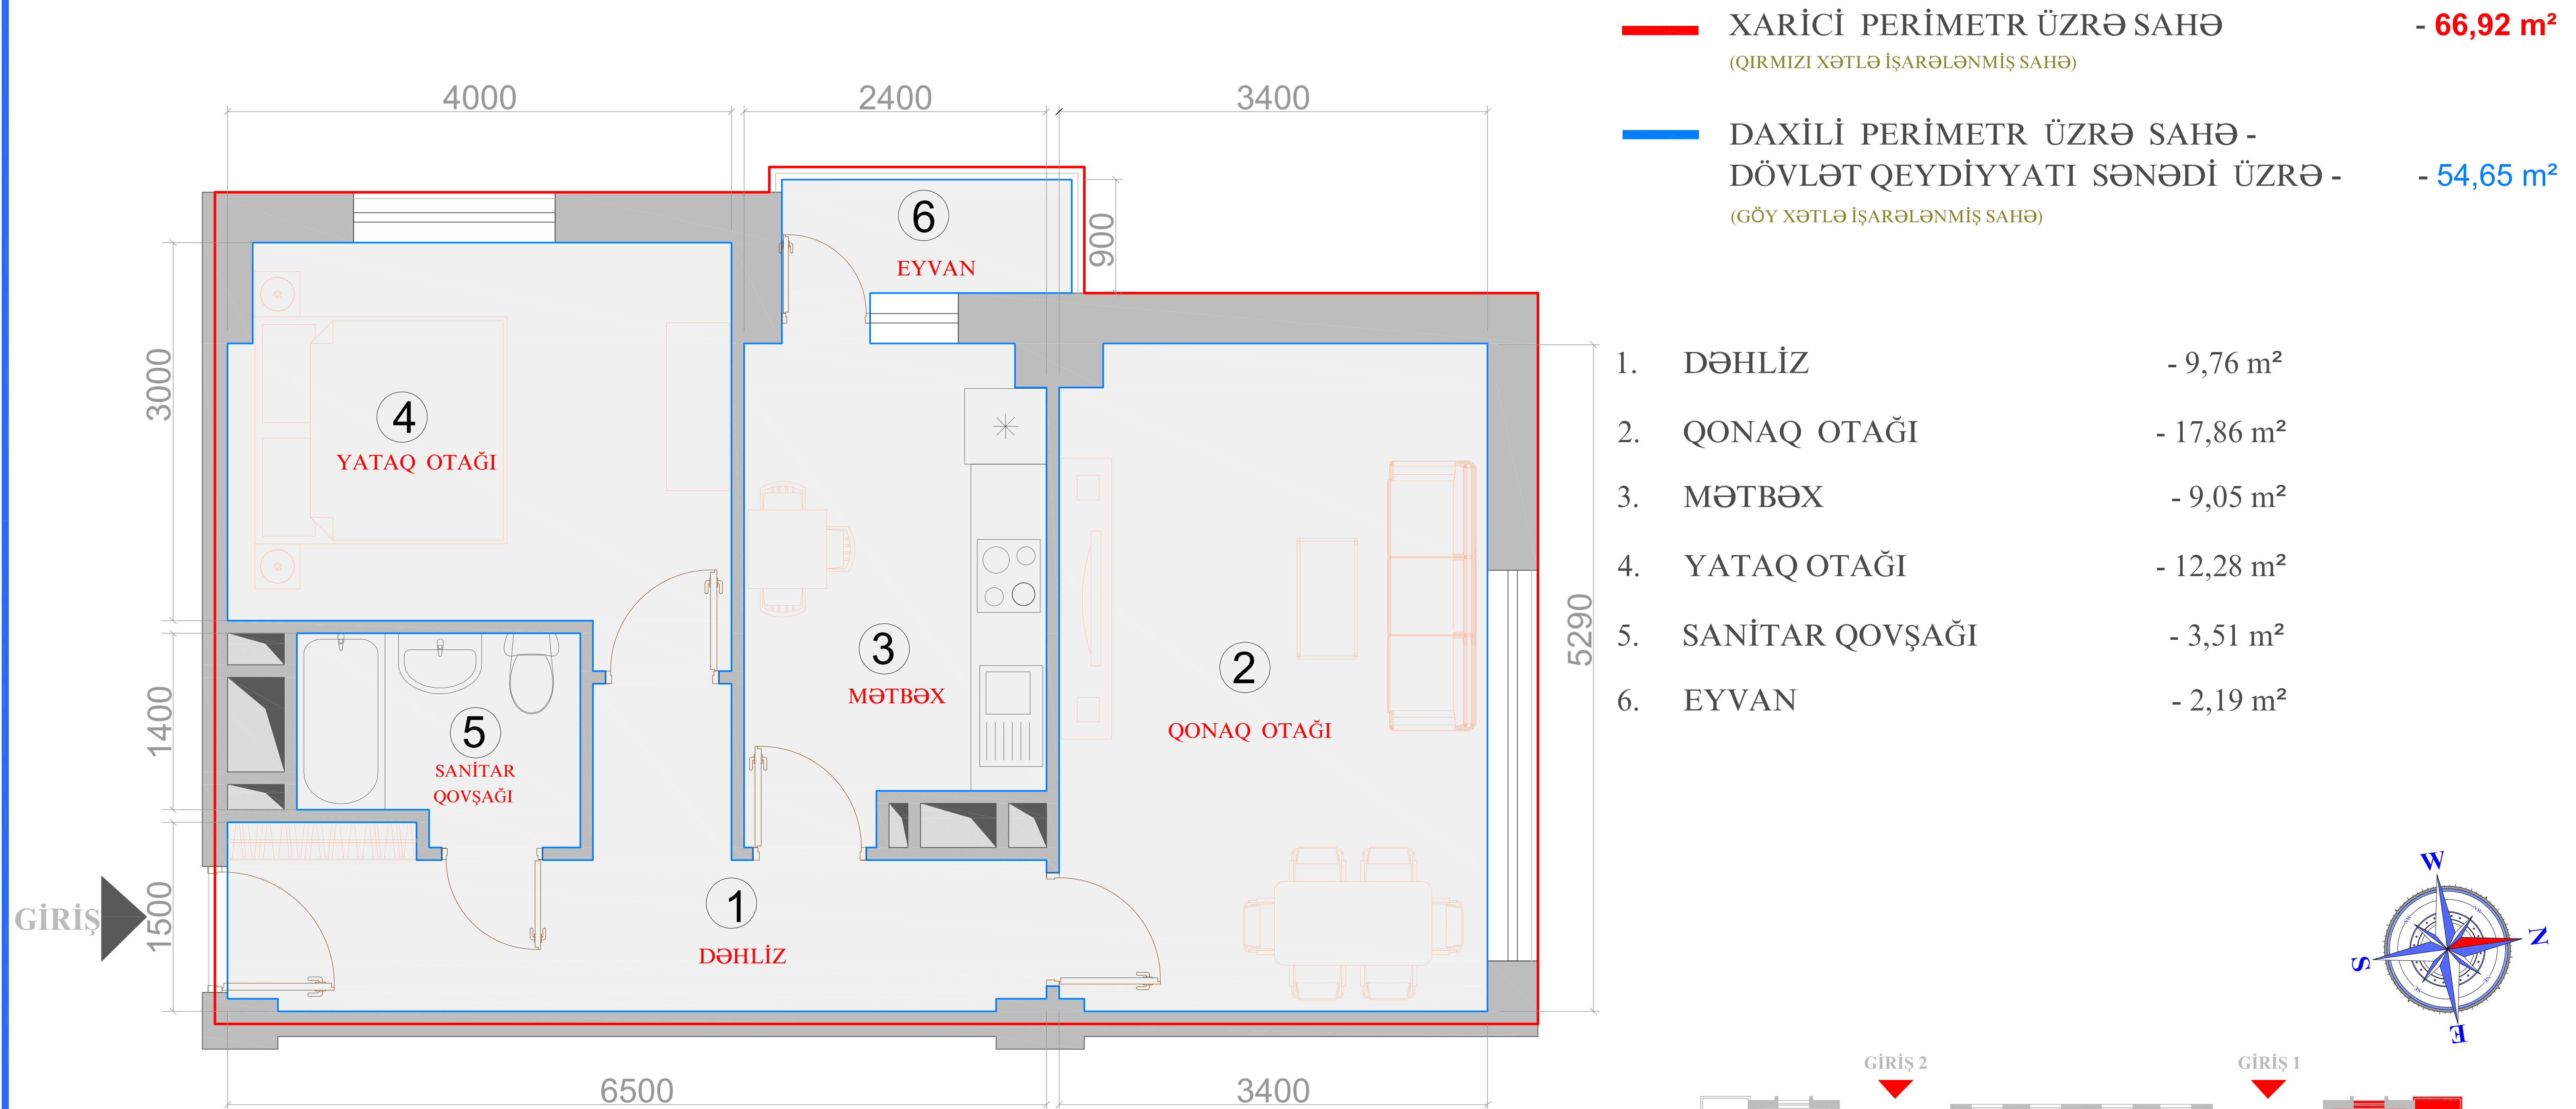 XARİCİ PERİMETR ÜZRƏ SAHƏ - 66,92 m²
(QIRMIZI XƏTLƏ İŞARƏLƏNMİŞ SAHƏ)
DAXİLİ PERİMETR ÜZRƏ SAHƏ -
DÖVLƏT QEYDİYYATI SƏNƏDİ ÜZRƏ - - 54,65 m²
(GÖY XƏTLƏ İŞARƏLƏNMİŞ SAHƏ)
4000
2400
3400
6
EYVAN
900
3000
4
YATAQ OTAĞI
3
MƏTBƏX
2
QONAQ OTAĞI
5290
1400
5
SANİTAR
QOVŞAĞI
1500
GİRİŞ
1
DƏHLİZ
6500
3400
1. DƏHLİZ - 9,76 m²
2. QONAQ OTAĞI - 17,86 m²
3. MƏTBƏX - 9,05 m²
4. YATAQ OTAĞI - 12,28 m²
5. SANİTAR QOVŞAĞI - 3,51 m²
6. EYVAN - 2,19 m²
W
N
S
E
GİRİŞ 2
GİRİŞ 1